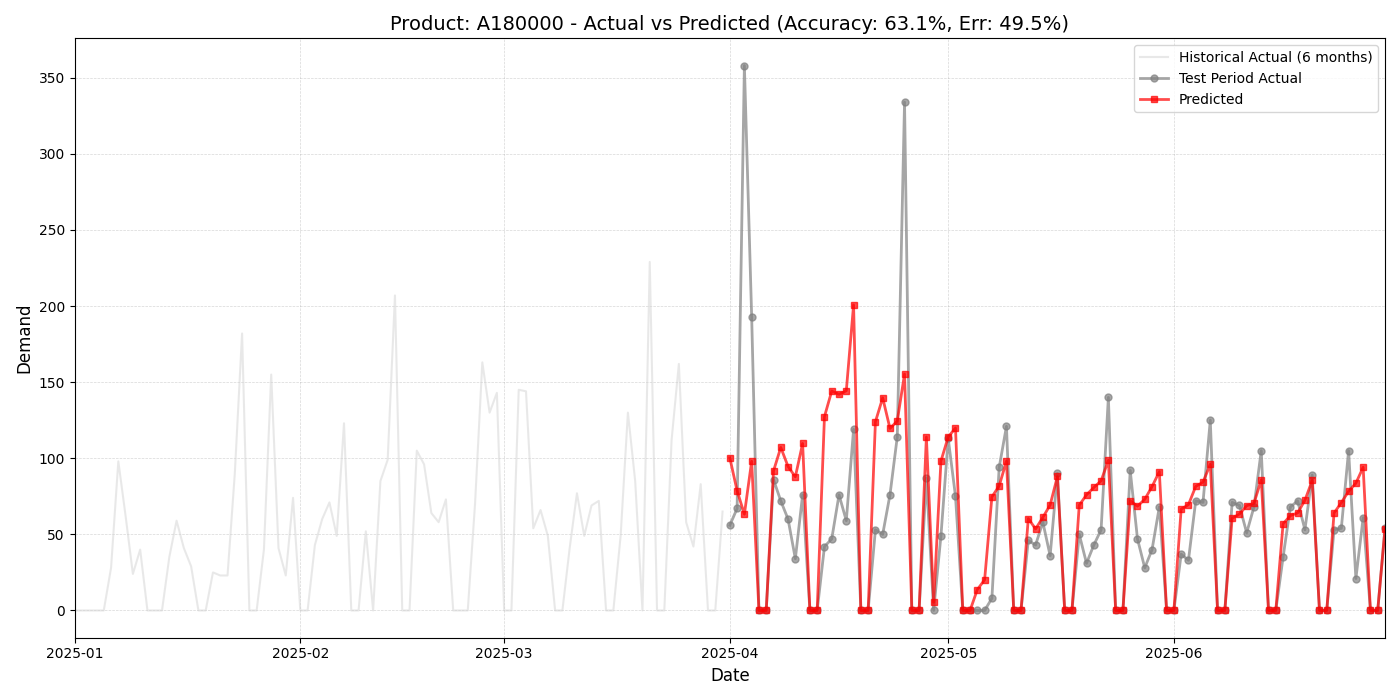 Product: A180000 - Actual vs Predicted (Accuracy: 63.1%, Err: 49.5%)
Historical Actual (6 months)
Test Period Actual
Predicted
Demand
350
300
250
200
150
100
50
0
2025-01
2025-02
2025-03
2025-04
2025-05
2025-06
Date